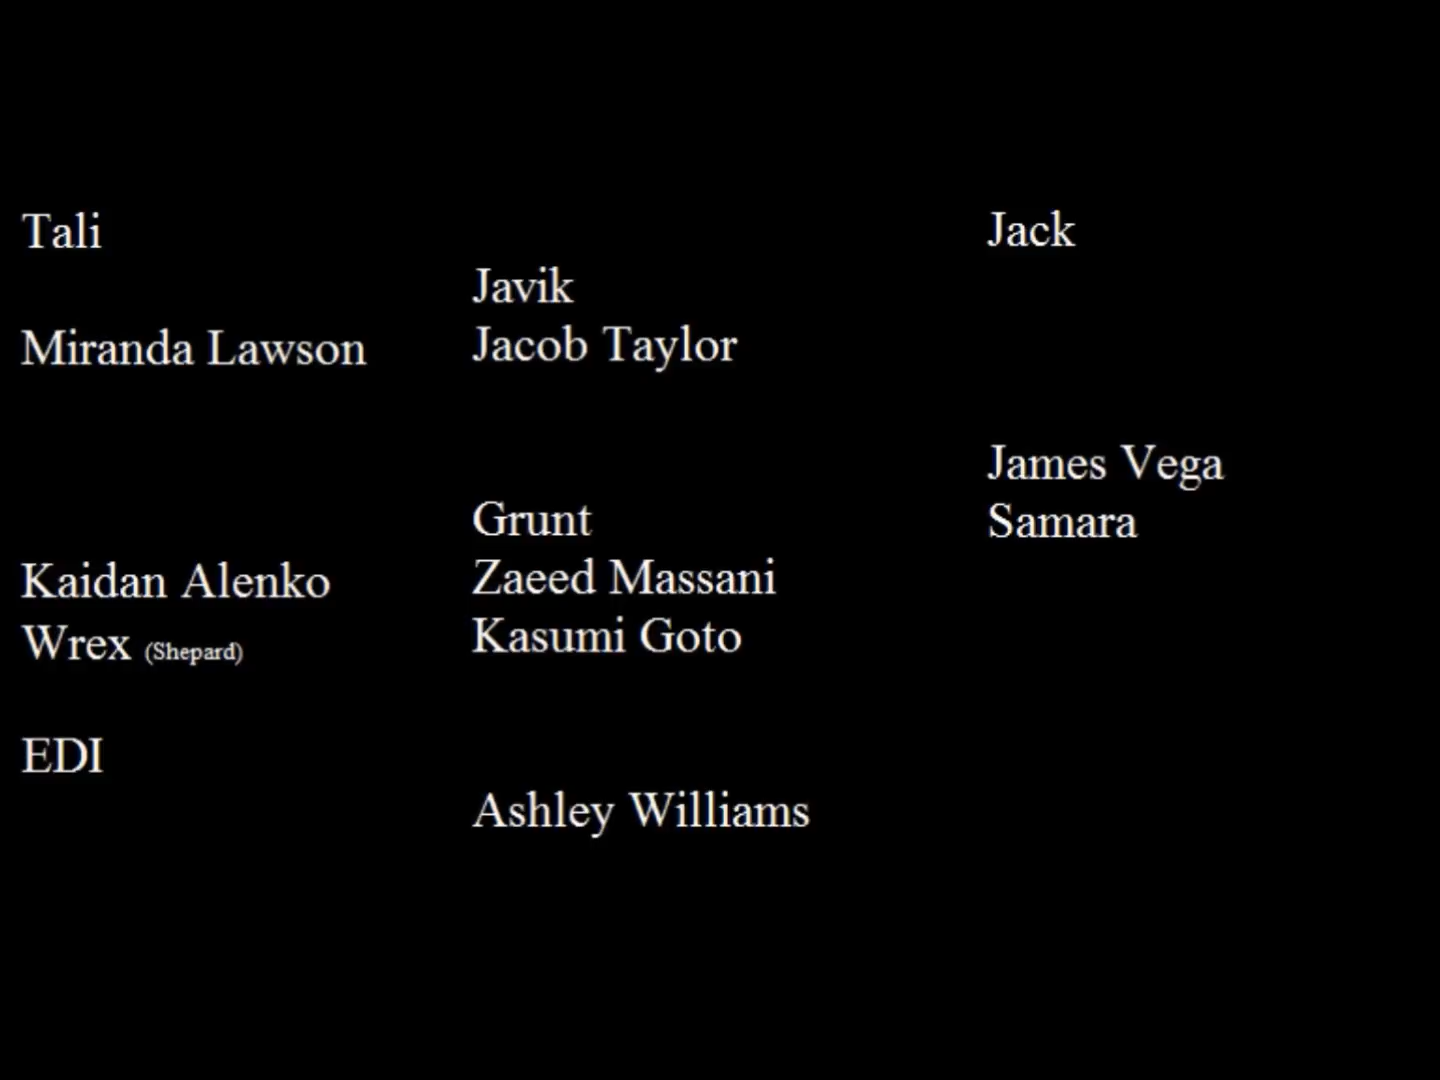 Tali
Miranda Lawson
Kaidan Alenko
Wrex (Shepard)
EDI
Javik
Jacob Taylor
Grunt
Zaeed Massani
Kasumi Goto
Ashley Williams
Jack
James Vega
Samara